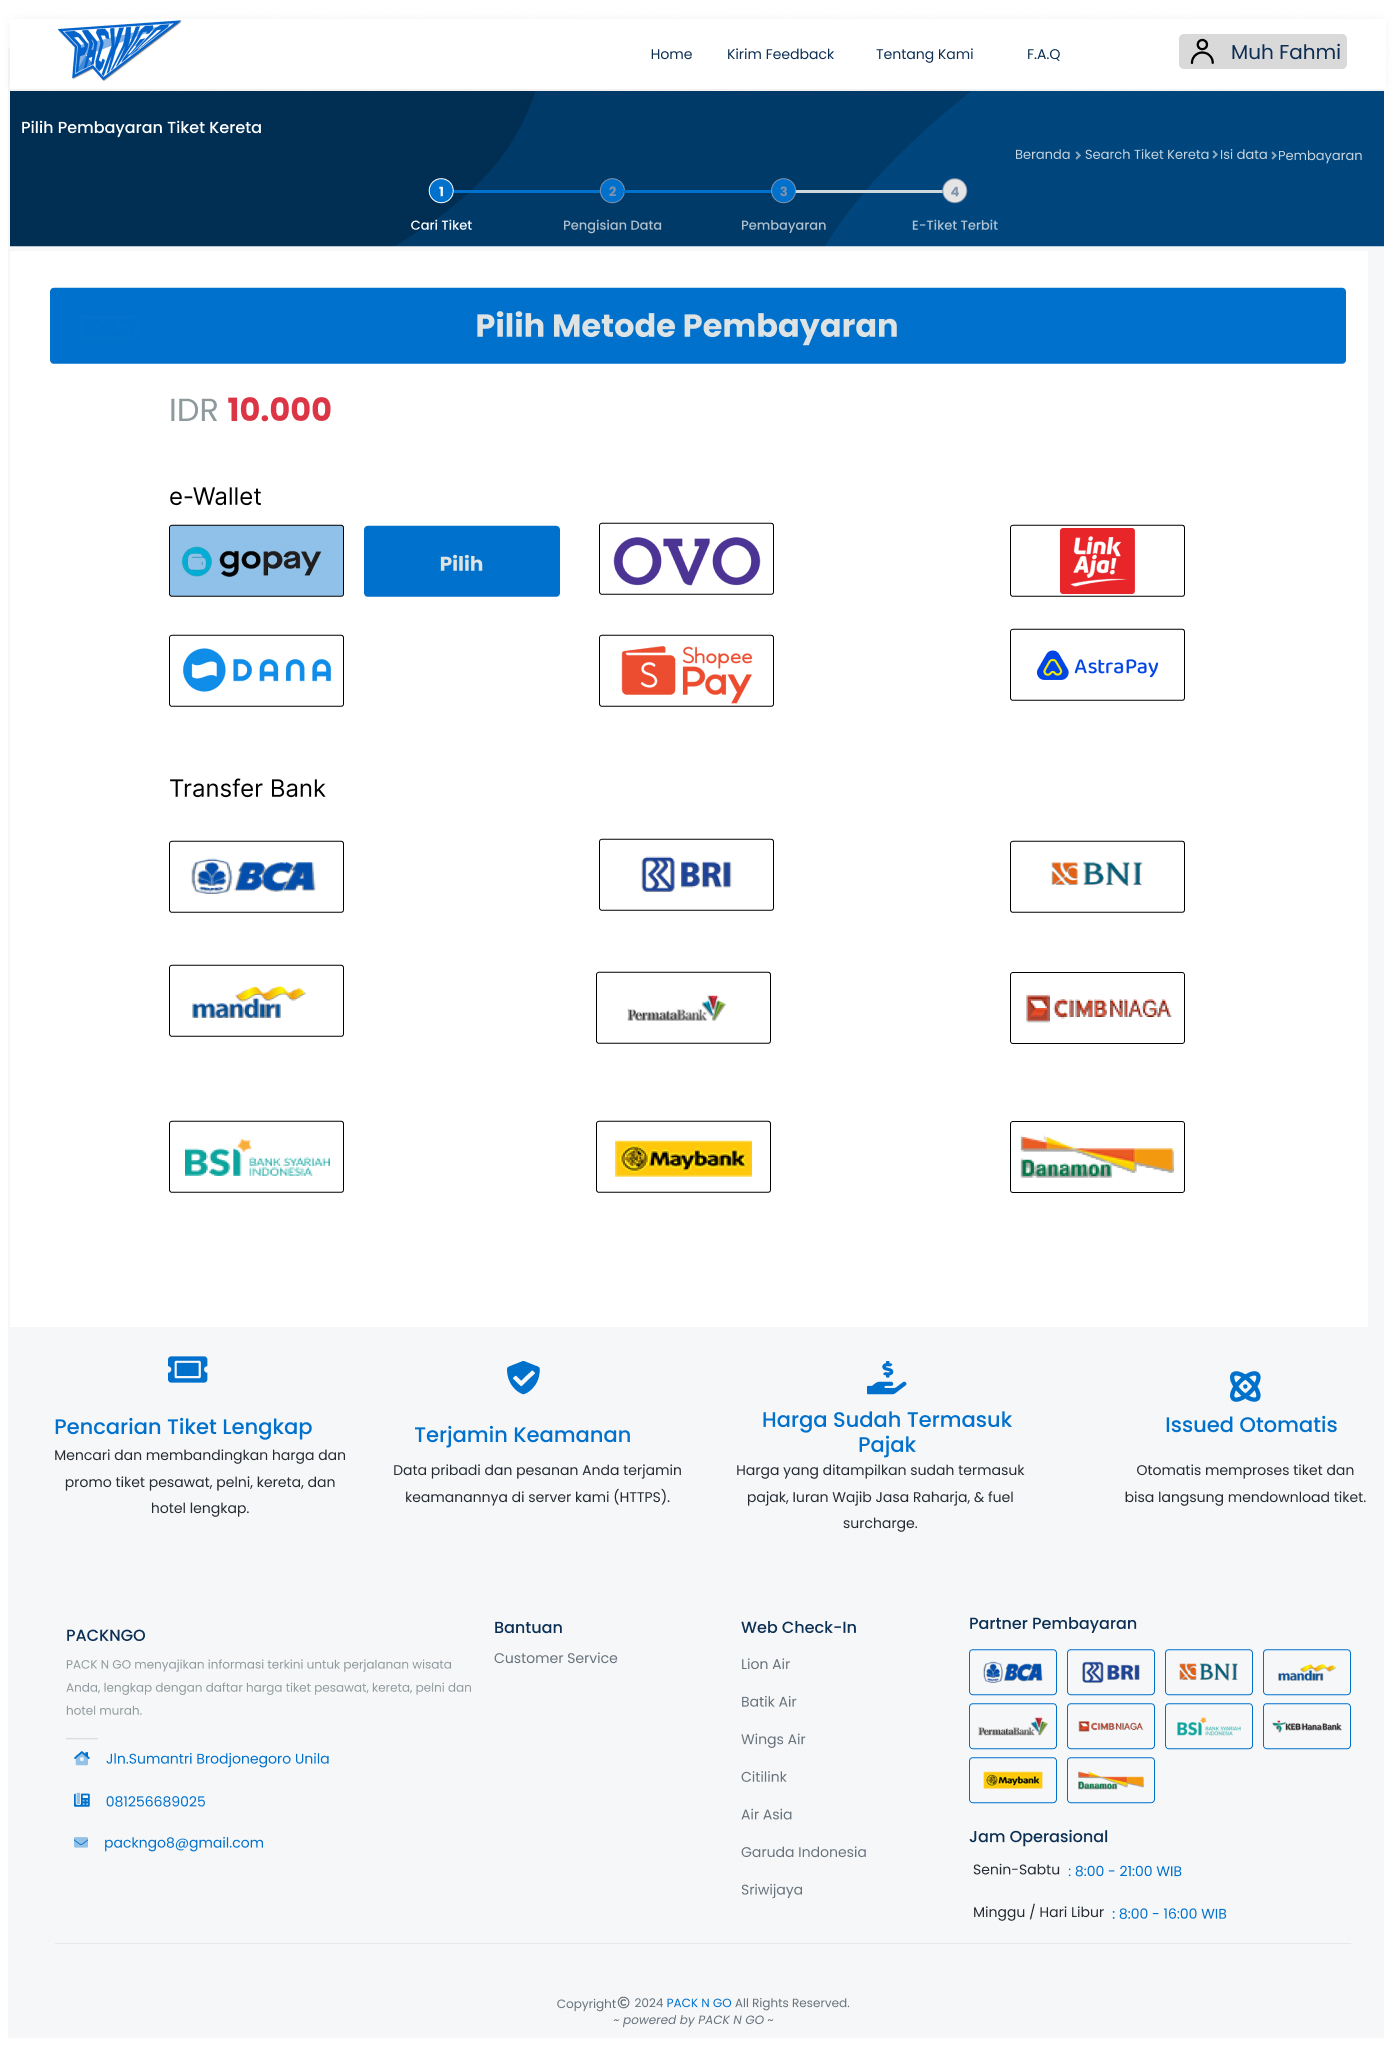 PACKNGO
Home
Kirim Feedback
Tentang Kami
F.A.Q
Muh Fahmi
Pilih Pembayaran Tiket Kereta
Beranda > Search Tiket Kereta > Isi data > Pembayaran
1
2
3
4
Cari Tiket
Pengisian Data
Pembayaran
E-Tiket Terbit
Pilih Metode Pembayaran
IDR 10.000
e-Wallet
gopay
Pilih
OVO
Link
Aja!
DANA
S
Shopee
Pay
AstraPay
Transfer Bank
BCA
BRI
BNI
mandiri
PermataBank
CIMB NIAGA
BSI BANK SYARIAH
INDONESIA
Maybank
Danamon
Pencarian Tiket Lengkap
Mencari dan membandingkan harga dan
promo tiket pesawat, pelni, kereta, dan
hotel lengkap.
Terjamin Keamanan
Data pribadi dan pesanan Anda terjamin
keamanannya di server kami (HTTPS).
$
Harga Sudah Termasuk
Pajak
Harga yang ditampilkan sudah termasuk
pajak, Iuran Wajib Jasa Raharja, & fuel
surcharge.
Issued Otomatis
Otomatis memproses tiket dan
bisa langsung mendownload tiket.
PACKNGO
PACK N GO menyajikan informasi terkini untuk perjalanan wisata
Anda, lengkap dengan daftar harga tiket pesawat, kereta, pelni dan
hotel murah.
Jln.Sumantri Brodjonegoro Unila
081256689025
packngo8@gmail.com
Bantuan
Customer Service
Web Check-In
Lion Air
Batik Air
Wings Air
Citilink
Air Asia
Garuda Indonesia
Sriwijaya
Partner Pembayaran
BCA
BRI
BNI
mandiri
PermataBank
CIMB NIAGA
BSI BANK SYARIAH
INDONESIA
KEB Hana Bank
Maybank
Danamon
Jam Operasional
Senin-Sabtu : 8:00 - 21:00 WIB
Minggu / Hari Libur : 8:00 - 16:00 WIB
Copyright © 2024 PACK N GO All Rights Reserved.
~ powered by PACK N GO ~